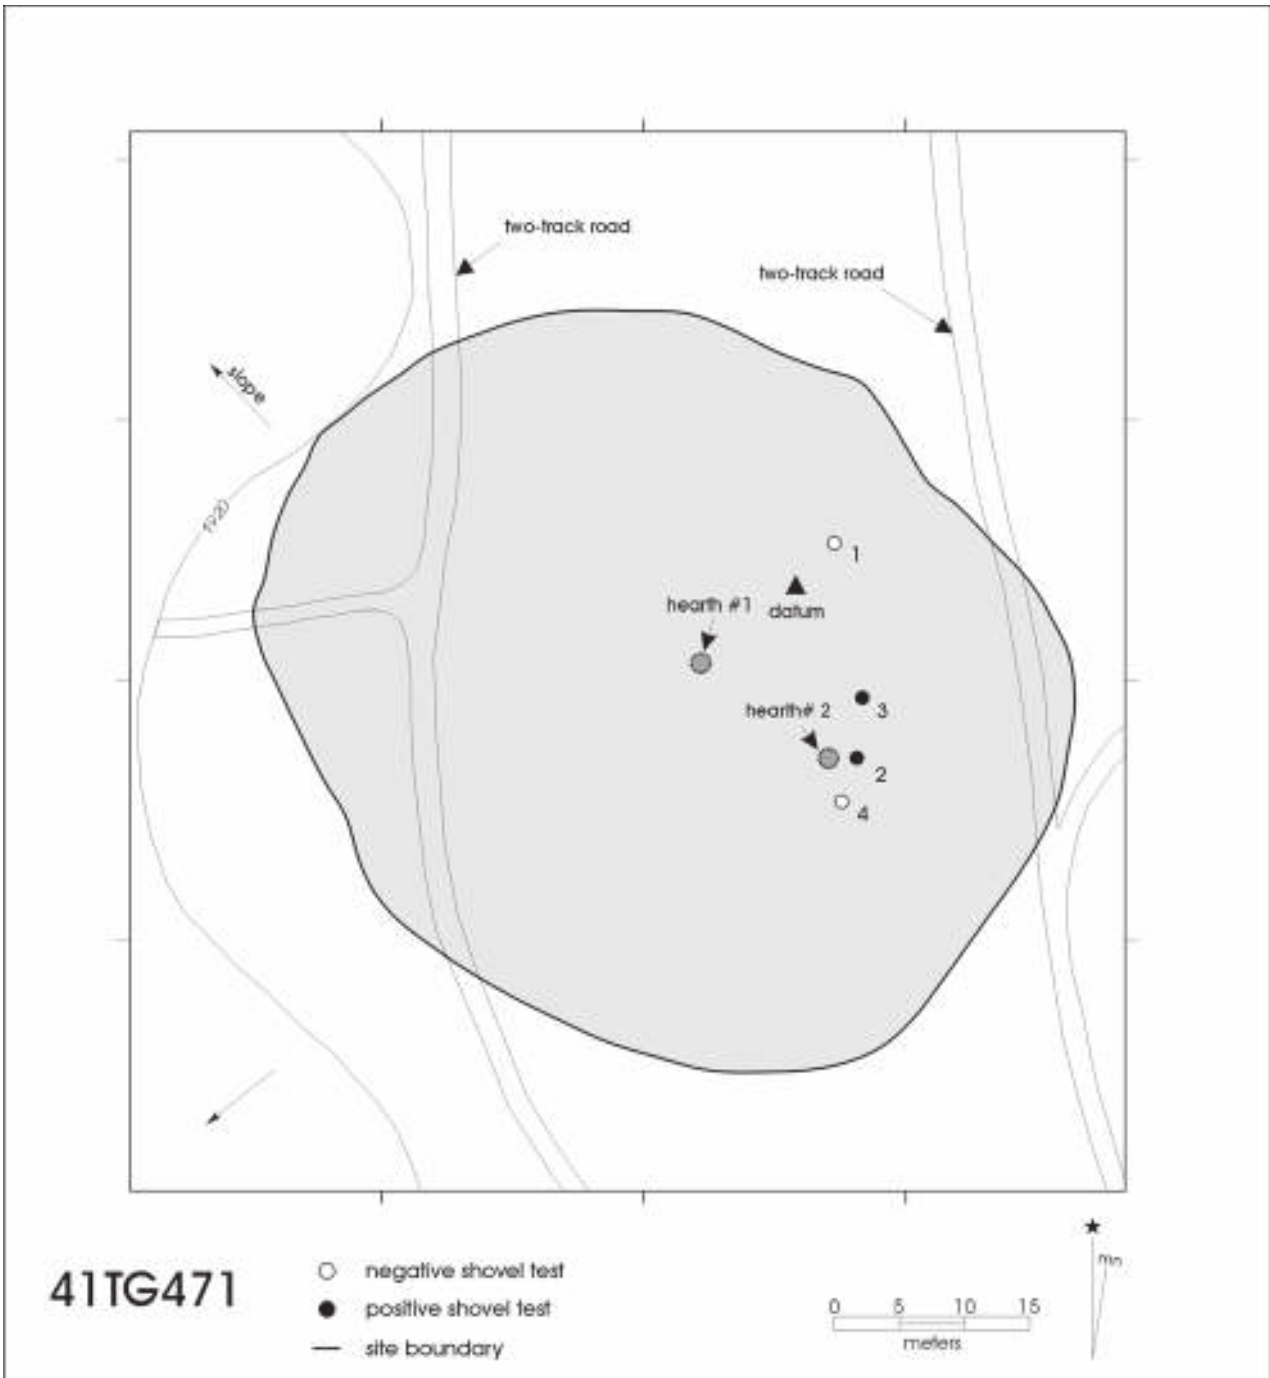 two-track road
two-track road
slope
1920
1
hearth #1
datum
hearth# 2
3
2
4
mn
41TG471
negative shovel test
positive shovel test
site boundary
0 5 10 15
meters